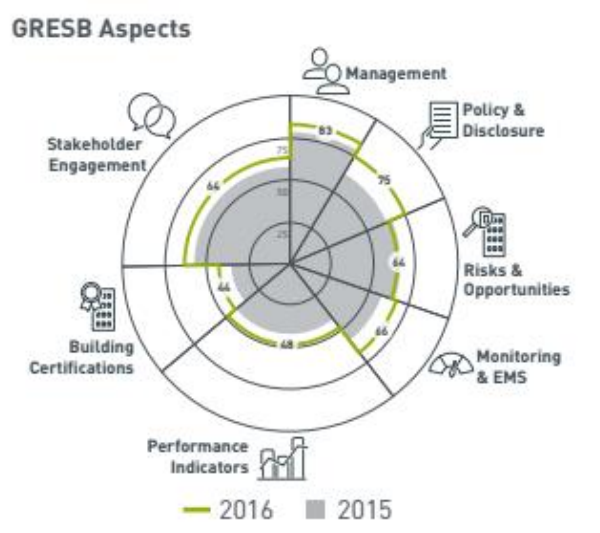 GRESB Aspects
Management
Policy &
Disclosure
Stakeholder
Engagement
83
75
75
64
50
25
64
Risks &
Opportunities
44
66
48
Building
Certifications
Monitoring
& EMS
Performance
Indicators
2016
2015